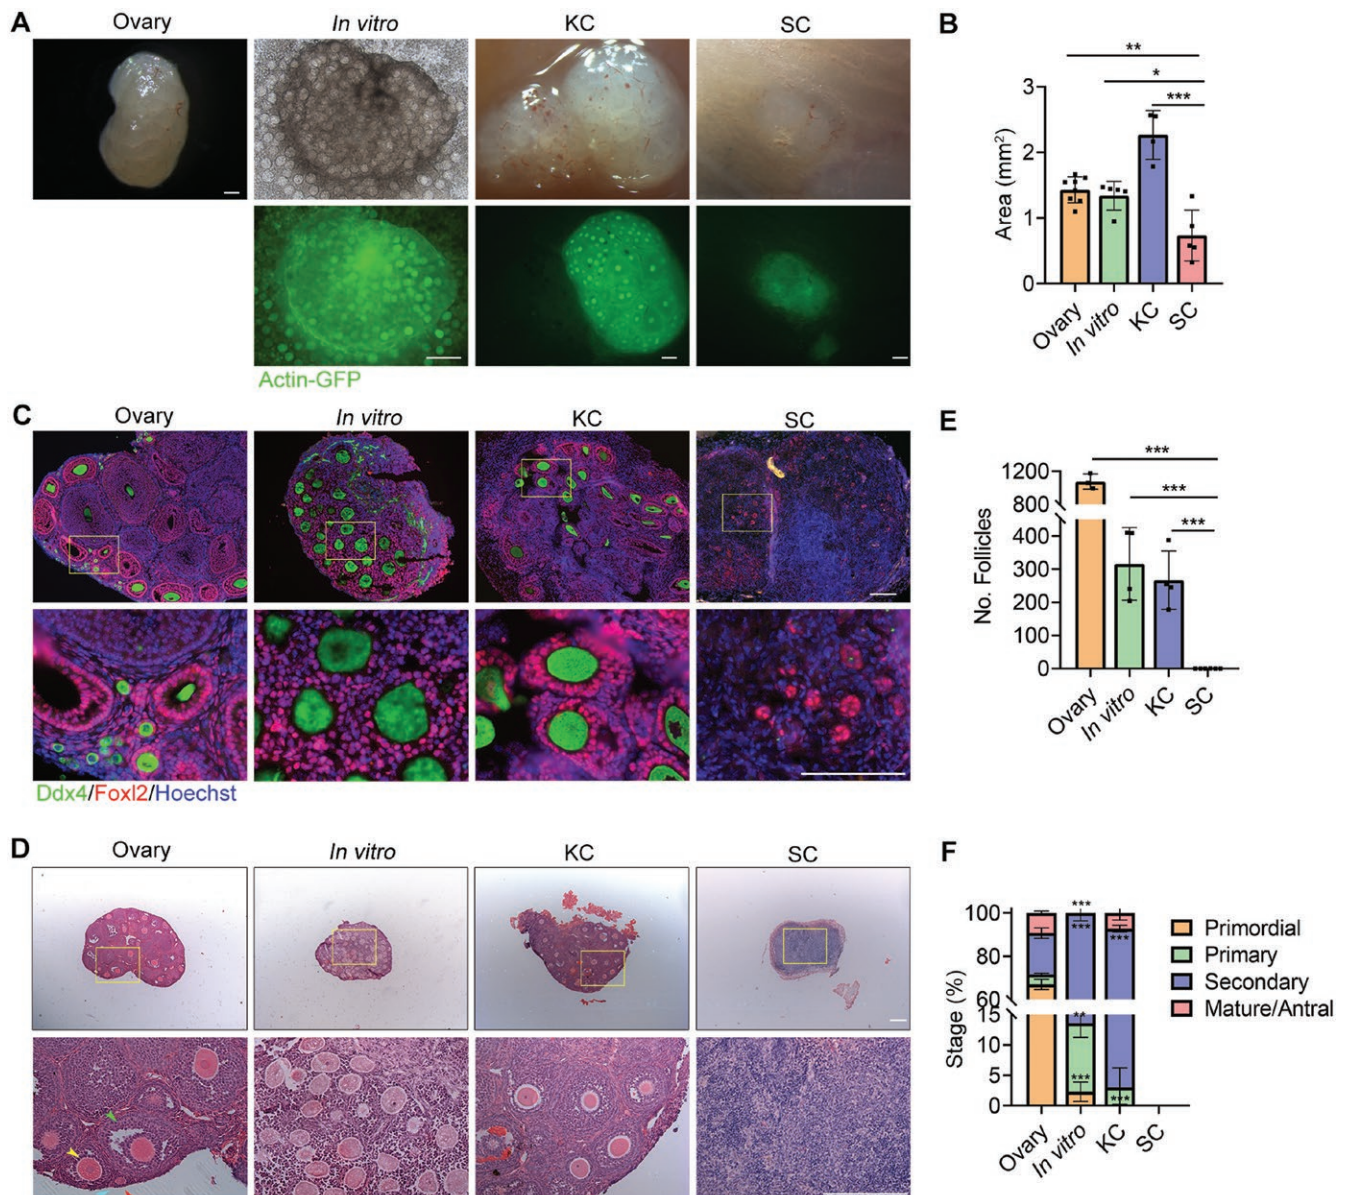 A
Ovary
In vitro
KC
SC
Actin-GFP
B
**
*
***
Area (mm²)
3
2
1
0
Ovary
In vitro
KC
SC
C
Ovary
In vitro
KC
SC
Ddx4/Foxl2/Hoechst
E
***
***
***
No. Follicles
1200
800
400
300
200
100
0
Ovary
In vitro
KC
SC
D
Ovary
In vitro
KC
SC
F
Stage (%)
100
80
60
15
10
5
0
***
***
***
**
***
***
Ovary
In vitro
KC
SC
Primordial
Primary
Secondary
Mature/Antral